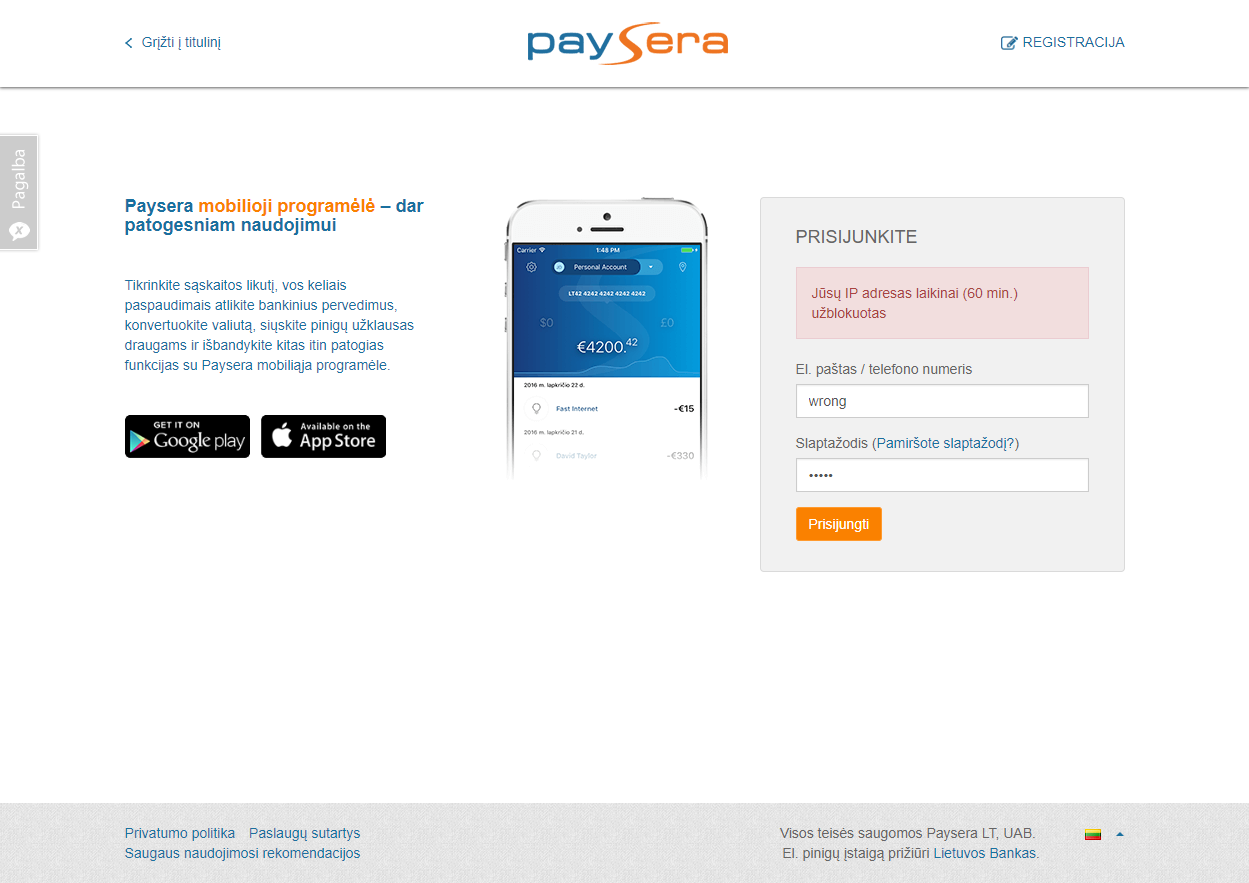 Grįžti į titulinį
paysera
REGISTRACIJA
Pagalba
Paysera mobilioji programėlė – dar
patogesniam naudojimui
Tikrinkite sąskaitos likutį, vos keliais
paspaudimais atlikite bankinius pervedimus,
konvertuokite valiutą, siųskite pinigų užklausas
draugams ir išbandykite kitas itin patogias
funkcijas su Paysera mobiliąja programėle.
GET IT ON
Google play
Available on the
App Store
Carrier 1:48 PM
Personal Account
LT42 4242 4242 4242 4242
$0 £0
€4200.42
2016 m. lapkričio 22 d.
Fast Internet -€15
2016 m. lapkričio 21 d.
David Taylor -€330
PRISIJUNKITE
Jūsų IP adresas laikinai (60 min.)
užblokuotas
El. paštas / telefono numeris
wrong
Slaptažodis (Pamiršote slaptažodį?)
•••••
Prisijungti
Privatumo politika Paslaugų sutartys
Saugaus naudojimosi rekomendacijos
Visos teisės saugomos Paysera LT, UAB.
El. pinigų įstaigą prižiūri Lietuvos Bankas.